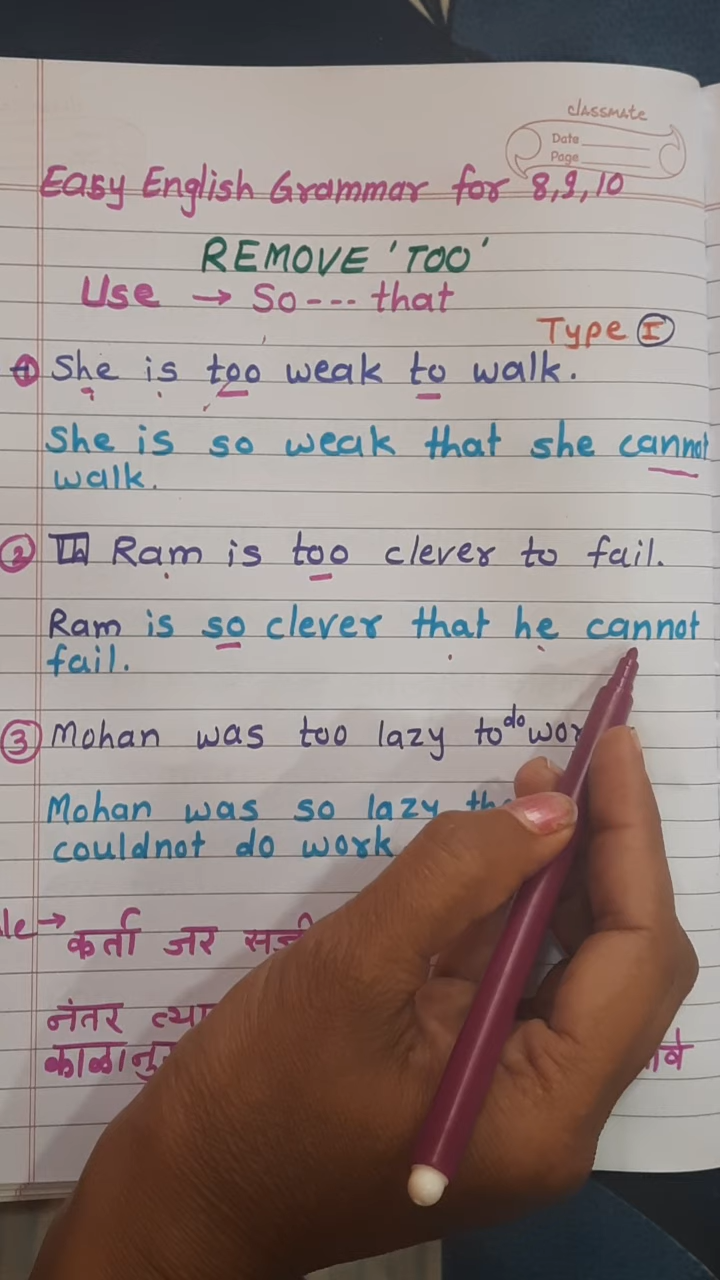 classmate
Date
Page
Easy English Grammar for 8,9,10
REMOVE 'TOO'
Use → So --- that
Type I
1 She is too weak to walk.
She is so weak that she cannot
walk.
2 Ram is too clever to fail.
Ram is so clever that he cannot
fail.
3 Mohan was too lazy to do
Mohan was so lazy
couldnot do work
→ कर्ता जर
नंतर